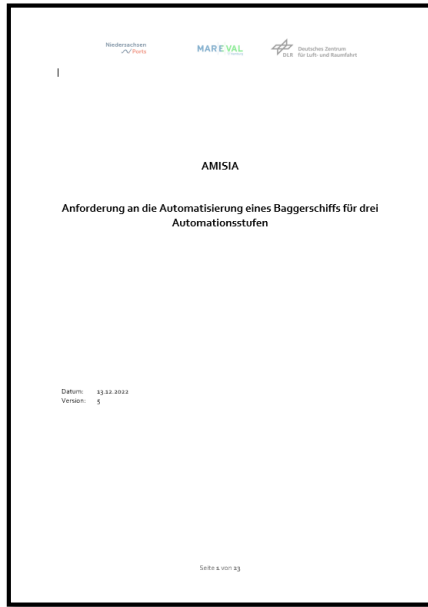 Niedersachsen
Ports
MAREVAL
Deutsches Zentrum
DLR für Luft- und Raumfahrt
AMISIA
Anforderung an die Automatisierung eines Baggerschiffs für drei
Automationsstufen
Datum: 13.12.2022
Version: 5
Seite 1 von 23